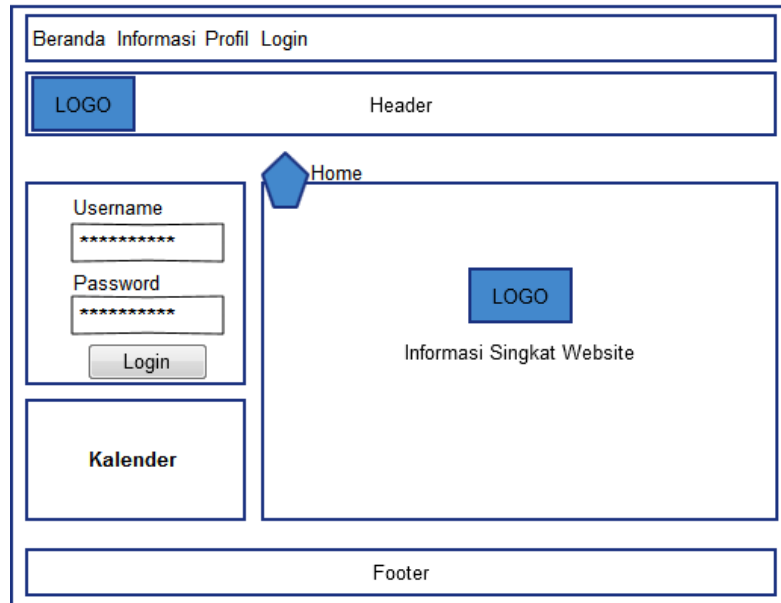 Beranda Informasi Profil Login
LOGO
Header
Home
Username
**********
Password
**********
Login
Kalender
LOGO
Informasi Singkat Website
Footer